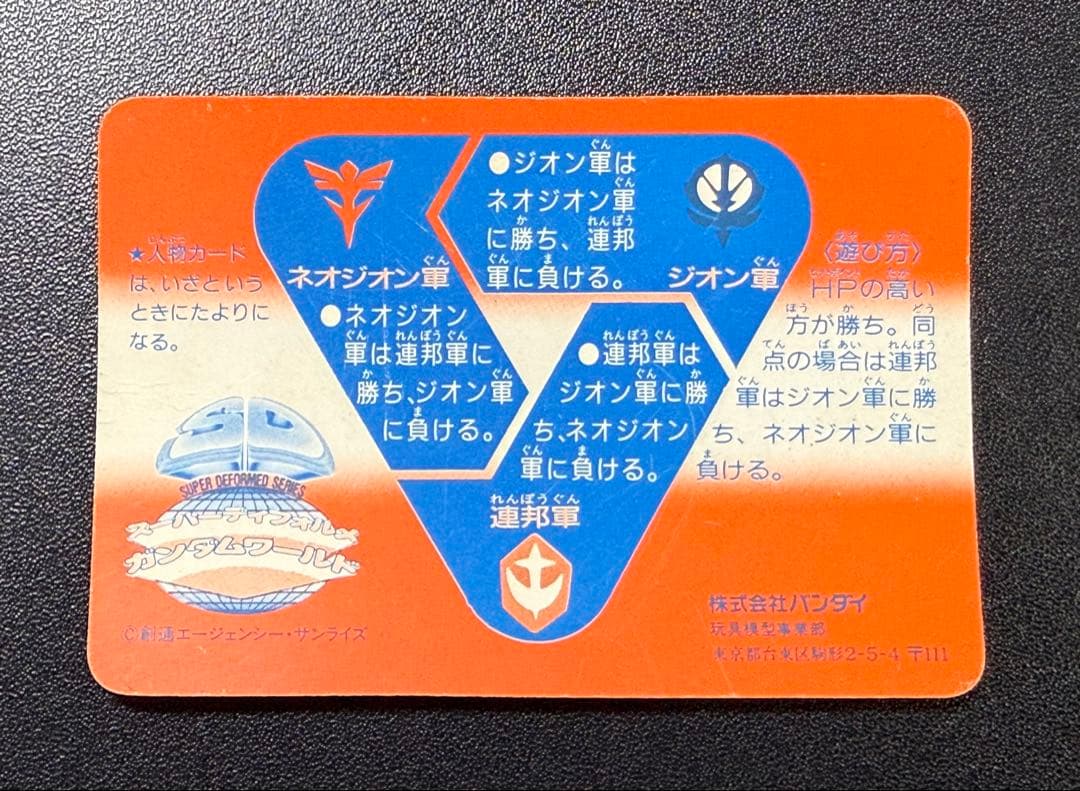 ★人物カード
は、いざという
ときにたよりに
なる。
ネオジオン軍
●ネオジオン
軍は連邦軍に
勝ち、ジオン軍
に負ける。
●ジオン軍は
ネオジオン軍
に勝ち、連邦
軍に負ける。
ジオン軍
●連邦軍は
ジオン軍に勝
ち、ネオジオン
軍に負ける。
連邦軍
〈遊び方〉
HPの高い
方が勝ち。同
点の場合は連邦
軍はジオン軍に勝
ち、ネオジオン軍に
負ける。
SUPER DEFORMED SERIES
スーパーディフォルメ
ガンダムワールド
©創通エージェンシー・サンライズ
株式会社バンダイ
玩具模型事業部
東京都台東区駒形2-5-4 〒111